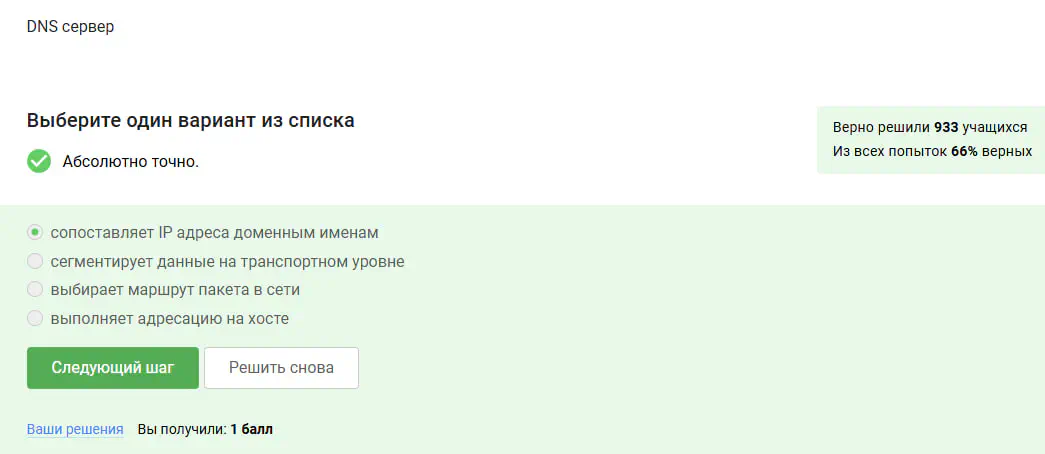 DNS сервер
Выберите один вариант из списка
Абсолютно точно.
Верно решили 933 учащихся
Из всех попыток 66% верных
сопоставляет IP адреса доменным именам
сегментирует данные на транспортном уровне
выбирает маршрут пакета в сети
выполняет адресацию на хосте
Следующий шаг
Решить снова
Ваши решения
Вы получили: 1 балл